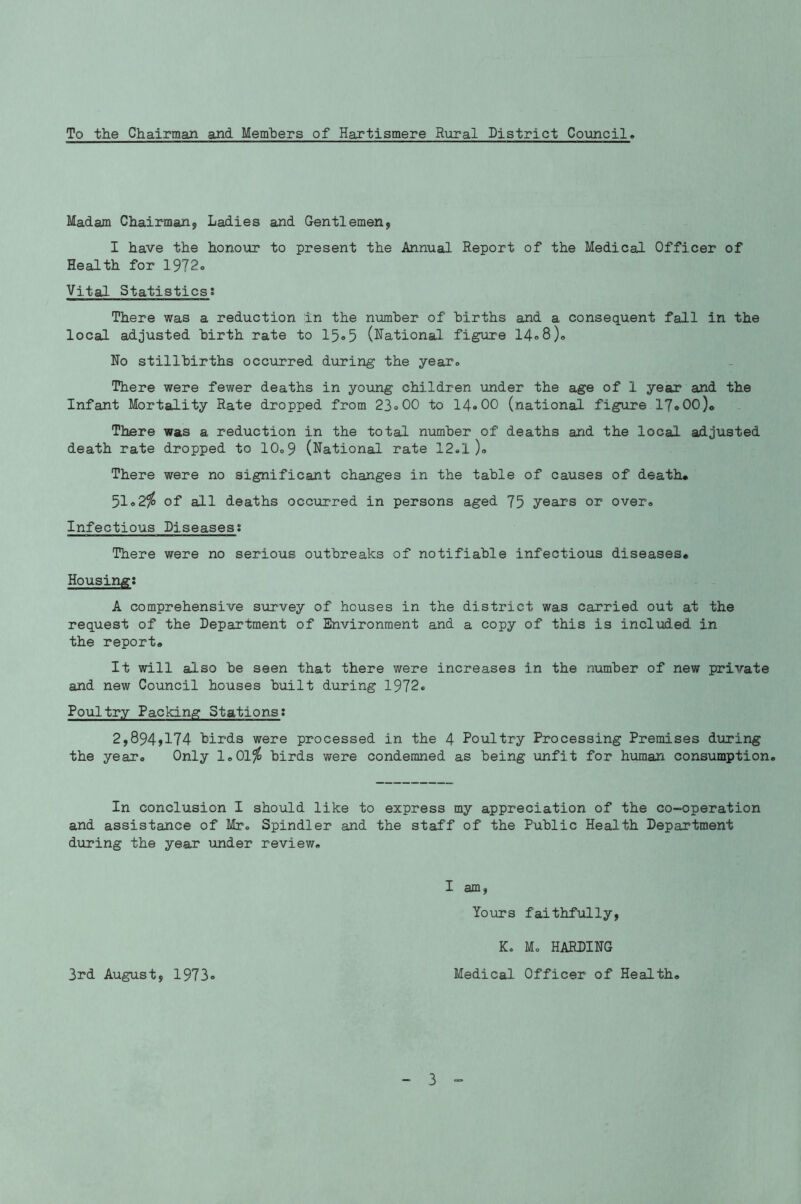 To the Chairman and Members of Hartismere Rural District Council.
Madam Chairman, Ladies and Gentlemen,
I have the honour to present the Annual Report of the Medical Officer of
Health for 1972.
Vital Statistics:
There was a reduction in the number of births and a consequent fall in the
local adjusted birth rate to 15.5 (National figure 14.8).
No stillbirths occurred during the year.
There were fewer deaths in young children under the age of 1 year and the
Infant Mortality Rate dropped from 23.00 to 14.00 (national figure 17.00).
There was a reduction in the total number of deaths and the local adjusted
death rate dropped to 10.9 (National rate 12.1 ).
There were no significant changes in the table of causes of death.
51.2% of all deaths occurred in persons aged 75 years or over.
Infectious Diseases:
There were no serious outbreaks of notifiable infectious diseases.
Housing:
A comprehensive survey of houses in the district was carried out at the
request of the Department of Environment and a copy of this is included in
the report.
It will also be seen that there were increases in the number of new private
and new Council houses built during 1972.
Poultry Packing Stations:
2,894,174 birds were processed in the 4 Poultry Processing Premises during
the year. Only 1.01% birds were condemned as being unfit for human consumption.
In conclusion I should like to express my appreciation of the co-operation
and assistance of Mr. Spindler and the staff of the Public Health Department
during the year under review.
I am,
Yours faithfully,
K. M. HARDING
3rd August, 1973. Medical Officer of Health.
- 3 -